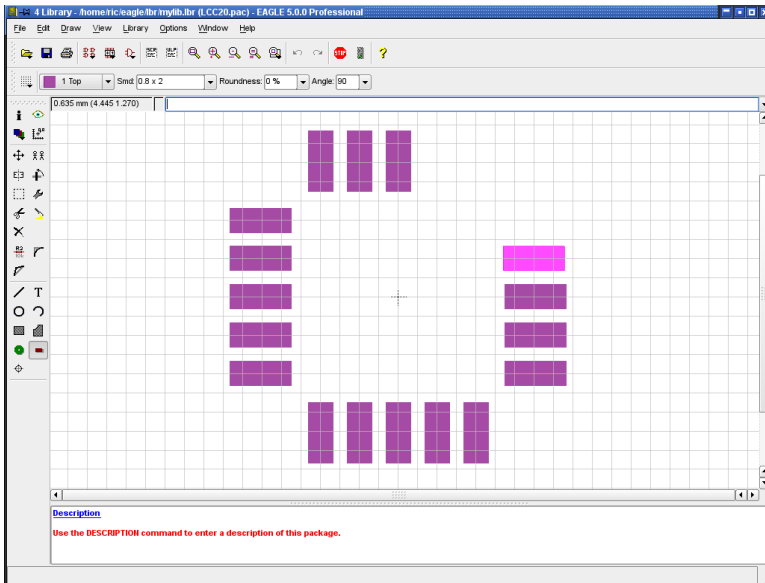 4 Library - /home/ric/eagle/lbr/mylib.lbr (LCC20.pac) - EAGLE 5.0.0 Professional
File Edit Draw View Library Options Window Help
1 Top Smd: 0.8 x 2 Roundness: 0 % Angle: 90
0.635 mm (4.445 1.270)
Description
Use the DESCRIPTION command to enter a description of this package.